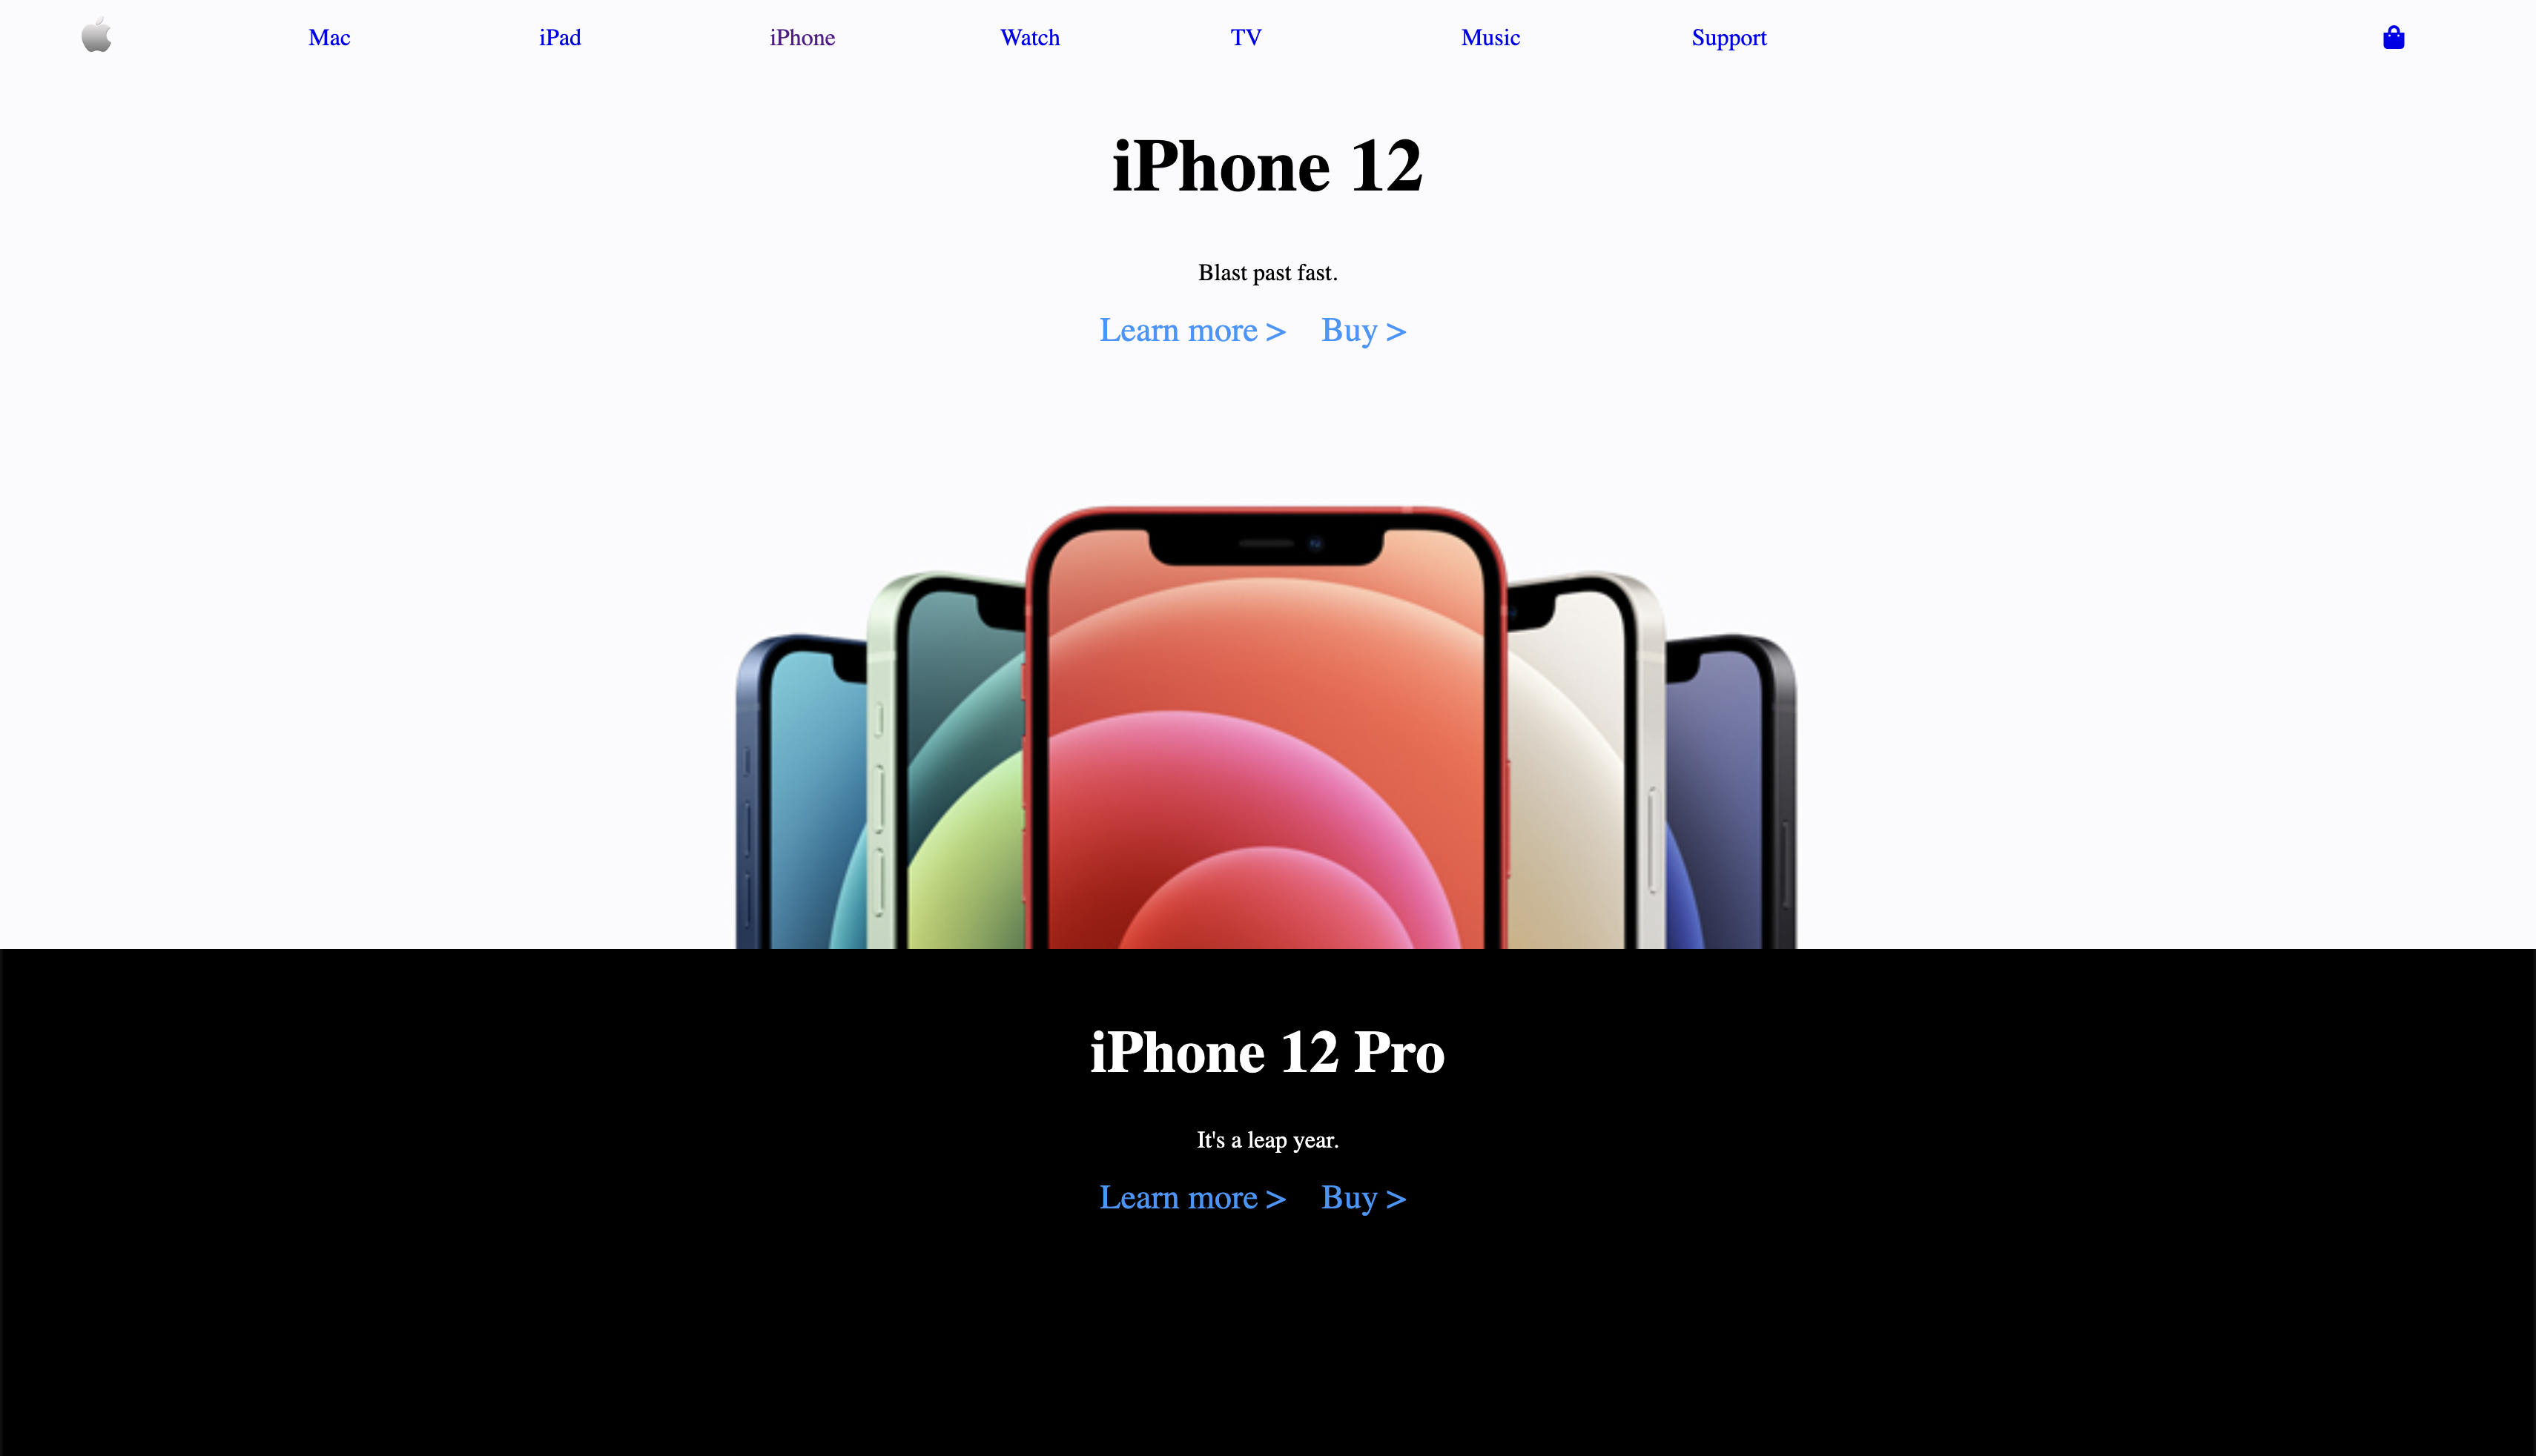 Mac iPad iPhone Watch TV Music Support
iPhone 12
Blast past fast.
Learn more > Buy >
iPhone 12 Pro
It's a leap year.
Learn more > Buy >